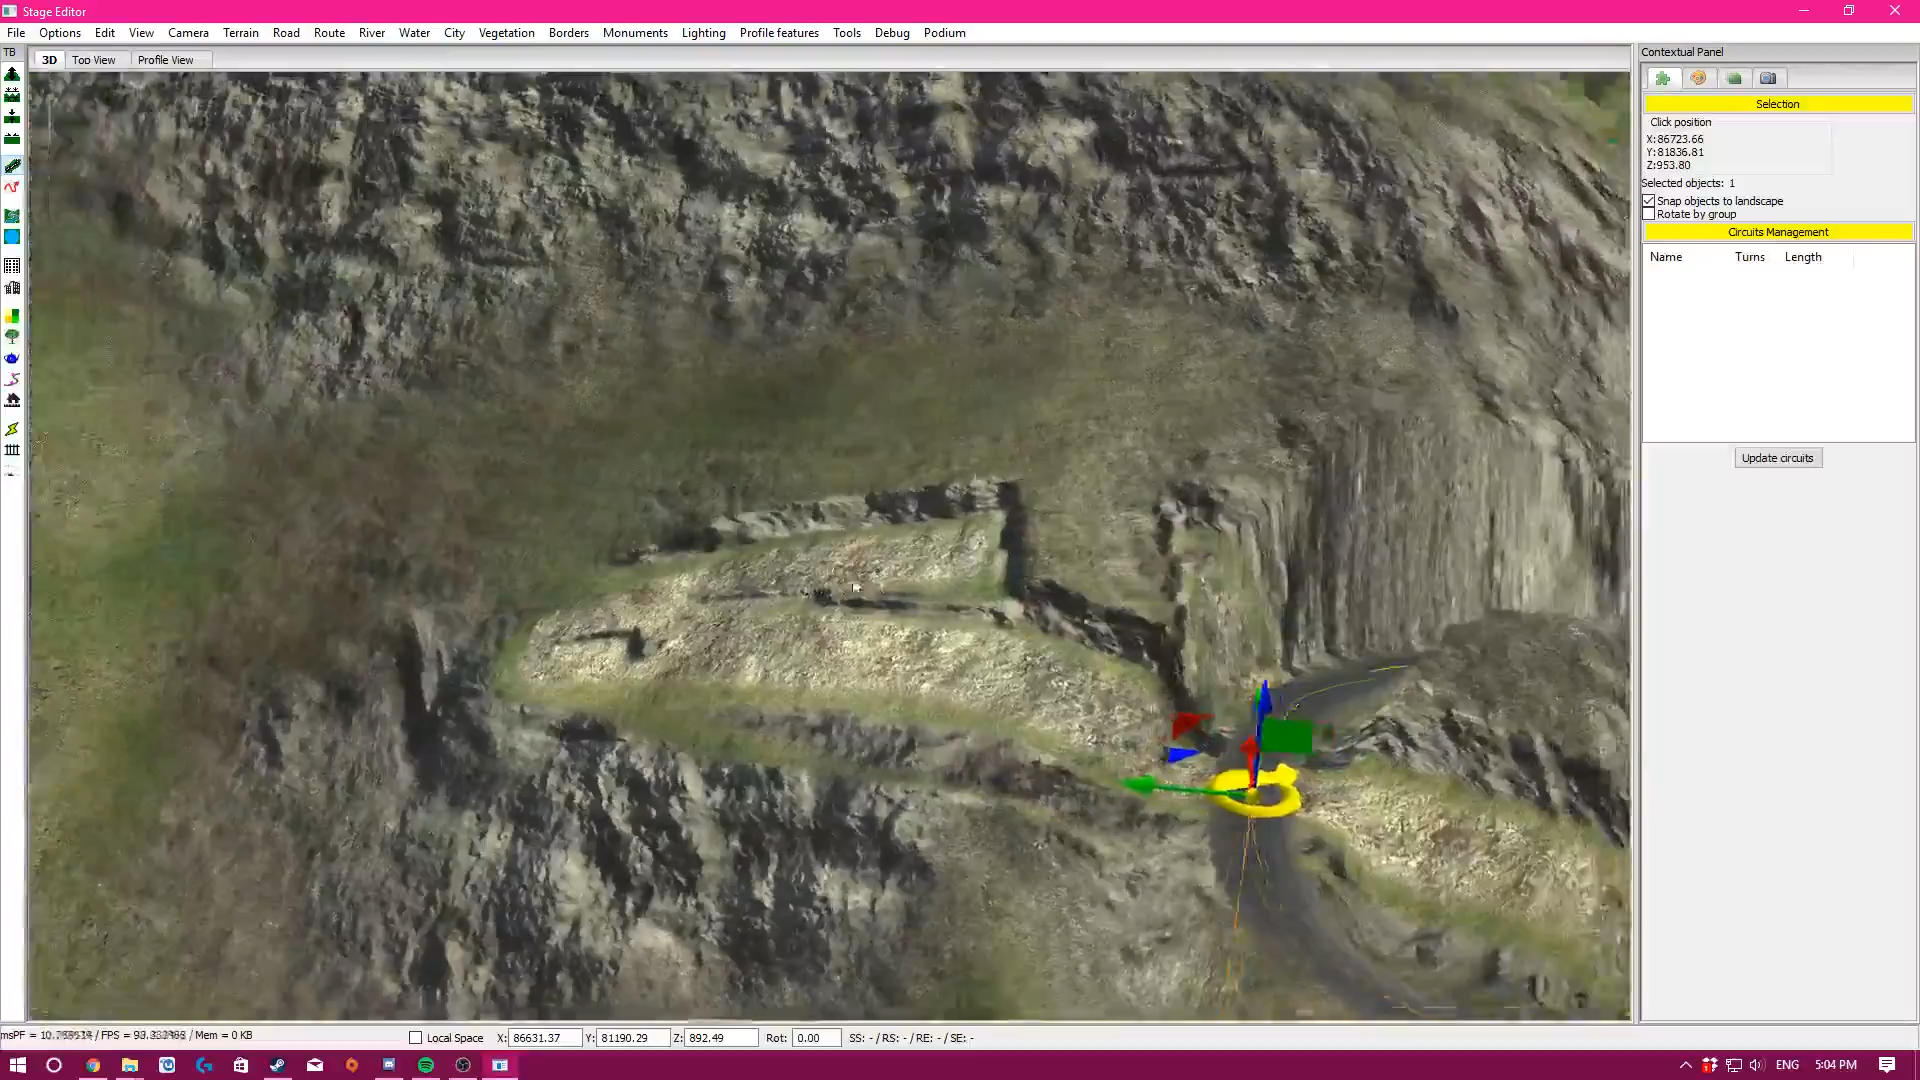 Stage Editor
File Options Edit View Camera Terrain Road Route River Water City Vegetation Borders Monuments Lighting Profile features Tools Debug Podium
TB
3D Top View Profile View
Contextual Panel
Selection
Click position
X:86723.66
Y:81836.81
Z:953.80
Selected objects: 1
Snap objects to landscape
Rotate by group
Circuits Management
Name Turns Length
Update circuits
msPF = / FPS = / Mem = 0 KB
Local Space X: 86631.37 Y: 81190.29 Z: 892.49 Rot: 0.00 SS: - / RS: - / RE: - / SE: -
ENG 5:04 PM